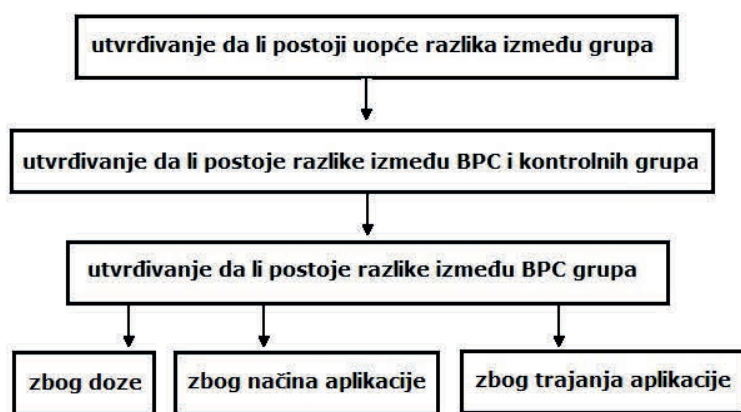 utvrđivanje da li postoji uopće razlika između grupa
utvrđivanje da li postoje razlike između BPC i kontrolnih grupa
utvrđivanje da li postoje razlike između BPC grupa
zbog doze
zbog načina aplikacije
zbog trajanja aplikacije